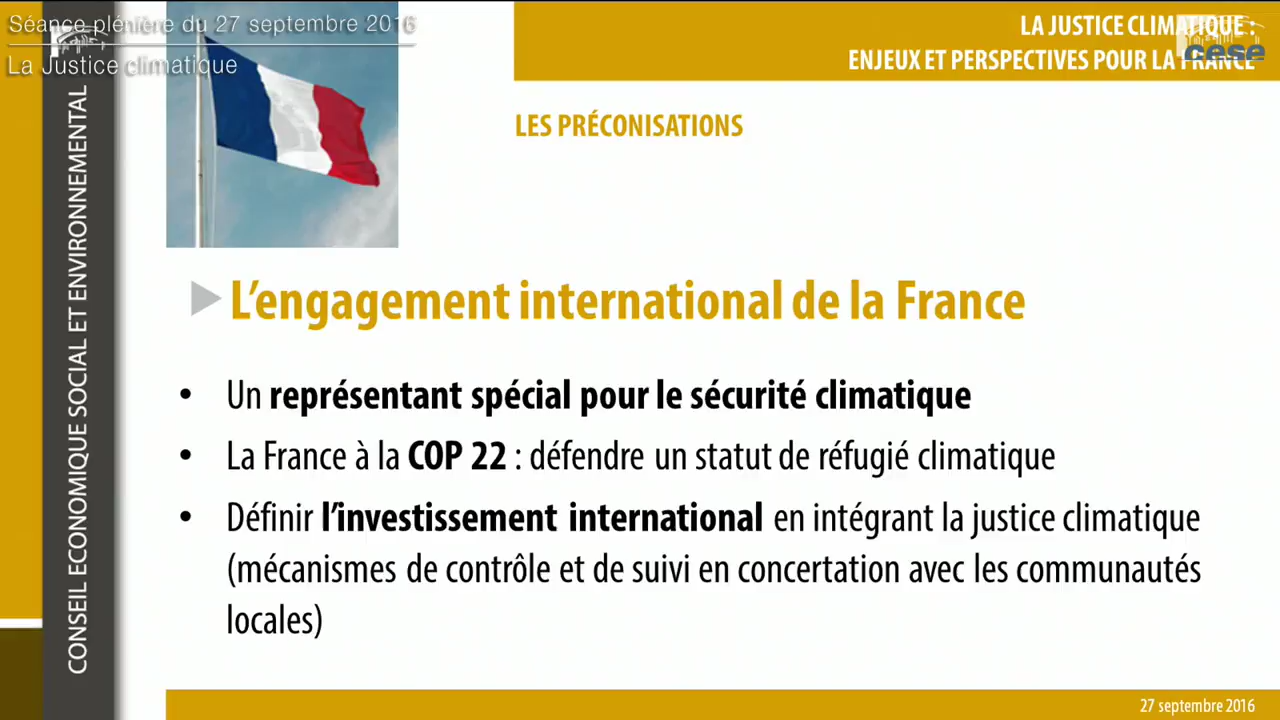 Séance plénière du 27 septembre 2016
La Justice climatique
LA JUSTICE CLIMATIQUE :
ENJEUX ET PERSPECTIVES POUR LA FRANCE
cese
CONSEIL ECONOMIQUE SOCIAL ET ENVIRONNEMENTAL
LES PRÉCONISATIONS
L’engagement international de la France
• Un représentant spécial pour le sécurité climatique
• La France à la COP 22 : défendre un statut de réfugié climatique
• Définir l’investissement international en intégrant la justice climatique
(mécanismes de contrôle et de suivi en concertation avec les communautés
locales)
27 septembre 2016